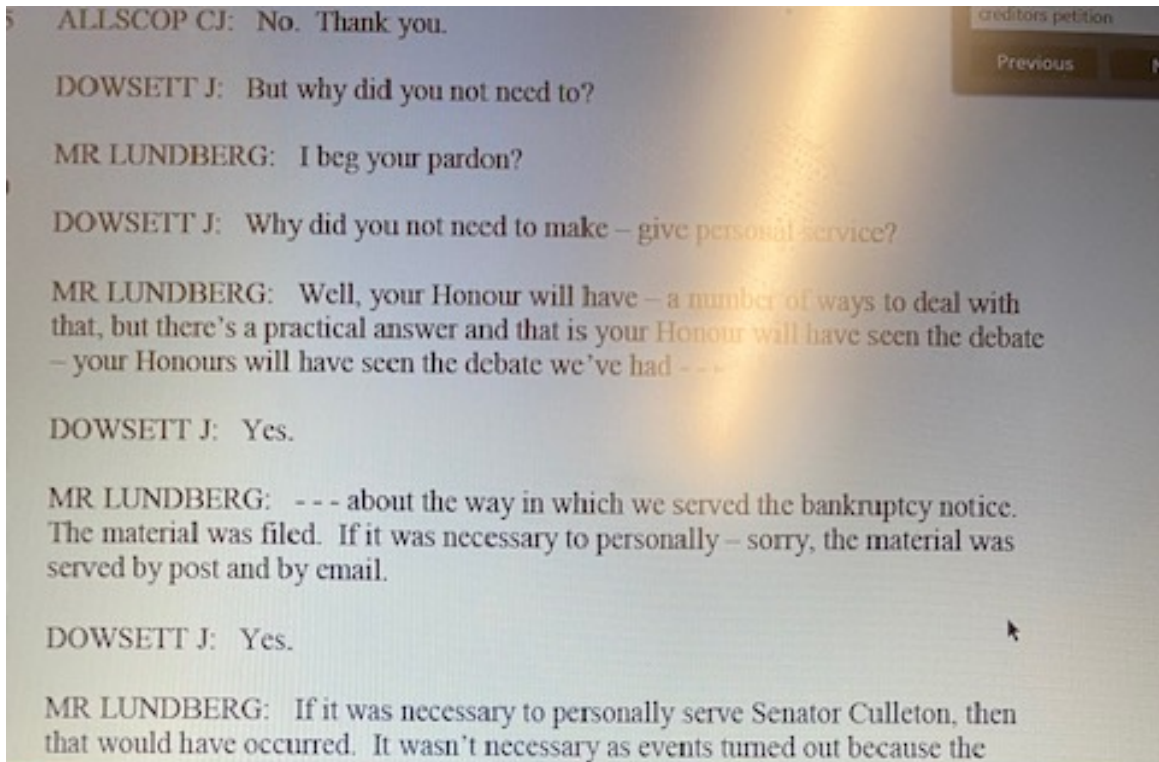 5 ALLSCOP CJ: No. Thank you.
creditors petition
Previous
DOWSETT J: But why did you not need to?
MR LUNDBERG: I beg your pardon?
DOWSETT J: Why did you not need to make – give personal service?
MR LUNDBERG: Well, your Honour will have – a number of ways to deal with
that, but there's a practical answer and that is your Honour will have seen the debate
– your Honours will have seen the debate we've had - - -
DOWSETT J: Yes.
MR LUNDBERG: - - - about the way in which we served the bankruptcy notice.
The material was filed. If it was necessary to personally – sorry, the material was
served by post and by email.
DOWSETT J: Yes.
MR LUNDBERG: If it was necessary to personally serve Senator Culleton, then
that would have occurred. It wasn't necessary as events turned out because the